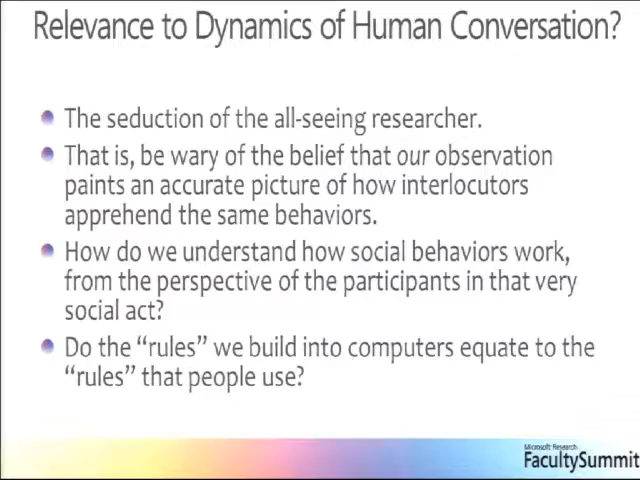 Relevance to Dynamics of Human Conversation?
The seduction of the all-seeing researcher.
That is, be wary of the belief that our observation
paints an accurate picture of how interlocutors
apprehend the same behaviors.
How do we understand how social behaviors work,
from the perspective of the participants in that very
social act?
Do the “rules” we build into computers equate to the
“rules” that people use?
Microsoft Research
FacultySummit